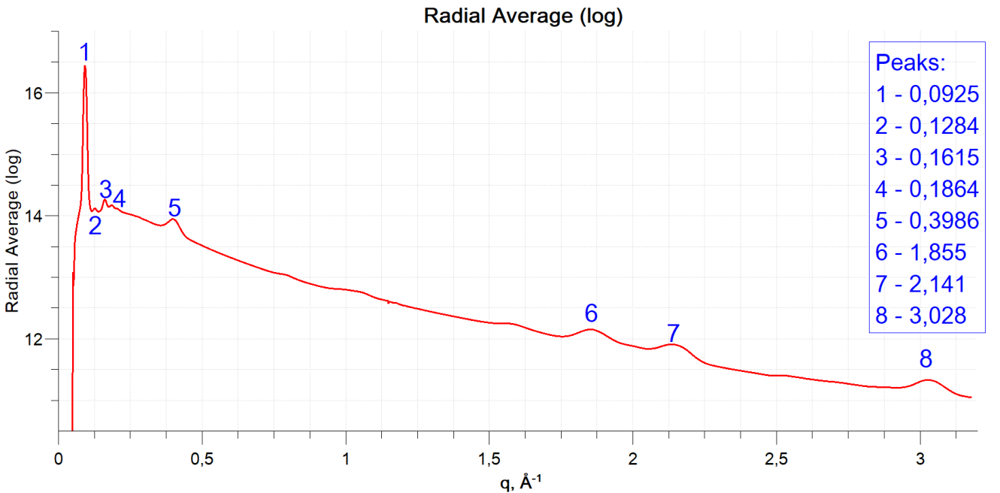 Radial Average (log)
Radial Average (log)
16
14
12
1
2
3
4
5
6
7
8
Peaks:
1 - 0,0925
2 - 0,1284
3 - 0,1615
4 - 0,1864
5 - 0,3986
6 - 1,855
7 - 2,141
8 - 3,028
0 0,5 1 1,5 2 2,5 3
q, Å⁻¹